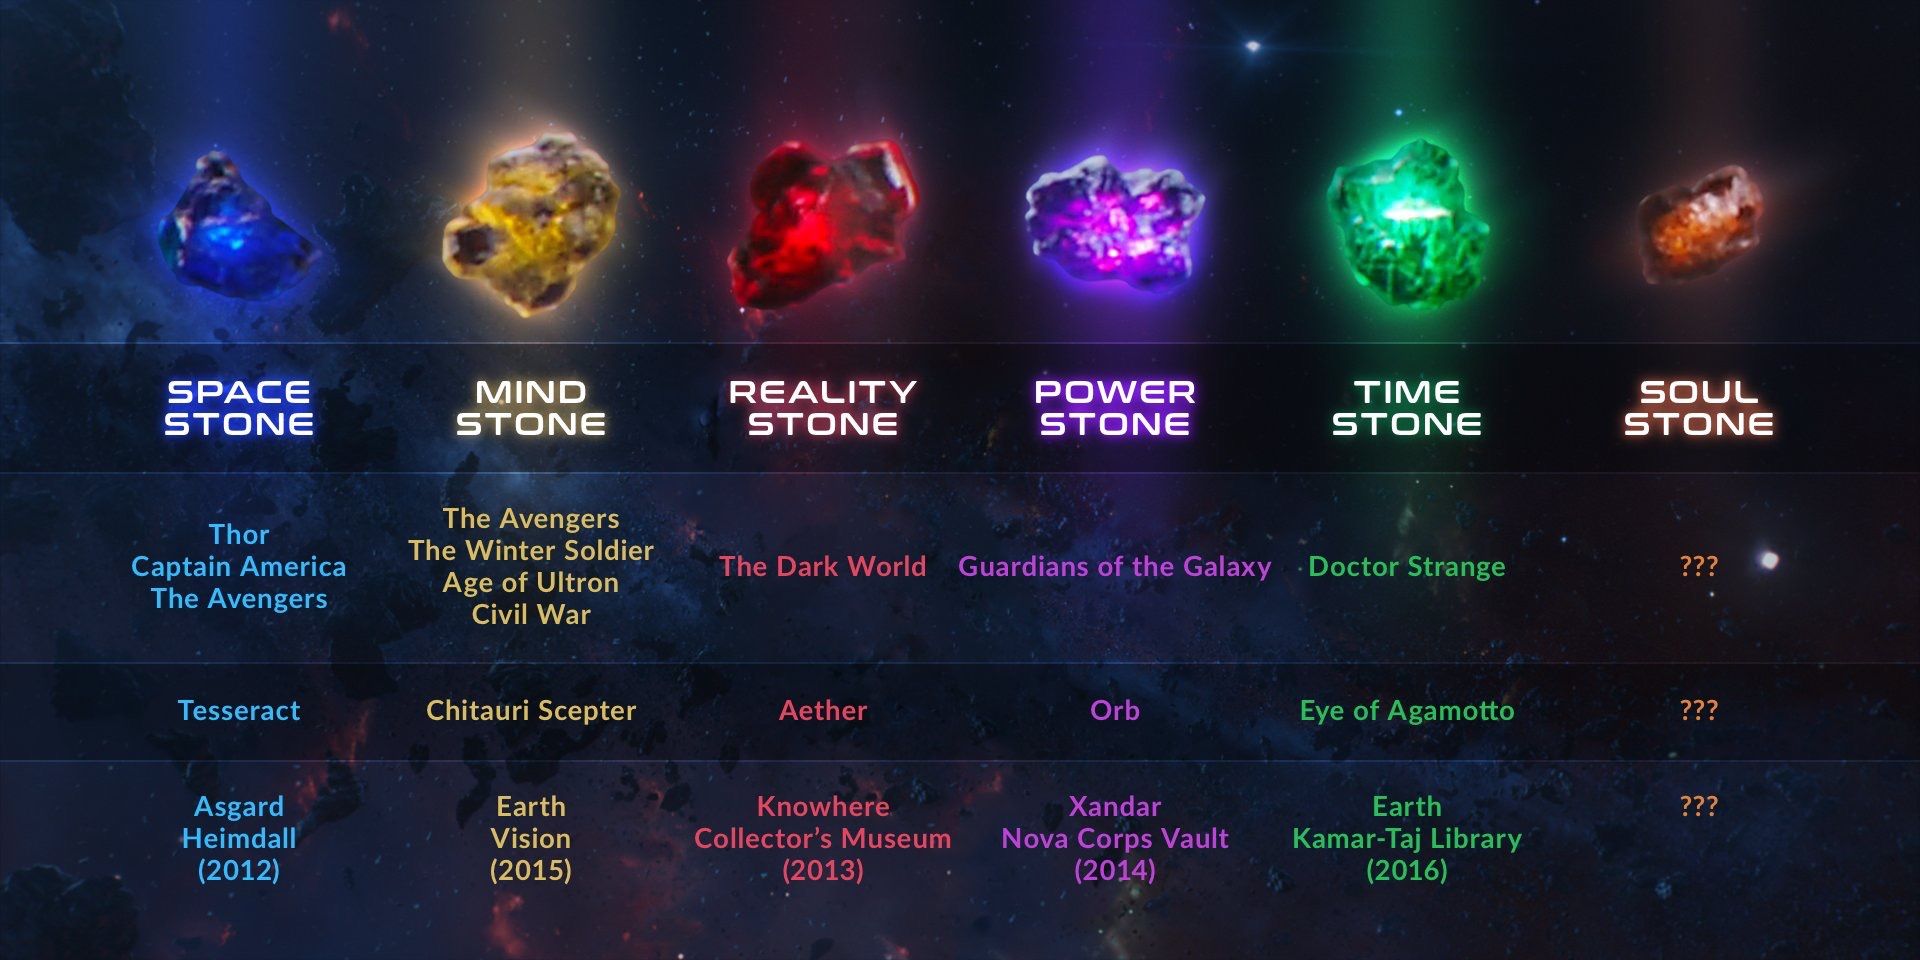 SPACE
STONE
MIND
STONE
REALITY
STONE
POWER
STONE
TIME
STONE
SOUL
STONE
Thor
Captain America
The Avengers
The Avengers
The Winter Soldier
Age of Ultron
Civil War
The Dark World
Guardians of the Galaxy
Doctor Strange
???
Tesseract
Chitauri Scepter
Aether
Orb
Eye of Agamotto
???
Asgard
Heimdall
(2012)
Earth
Vision
(2015)
Knowhere
Collector’s Museum
(2013)
Xandar
Nova Corps Vault
(2014)
Earth
Kamar-Taj Library
(2016)
???